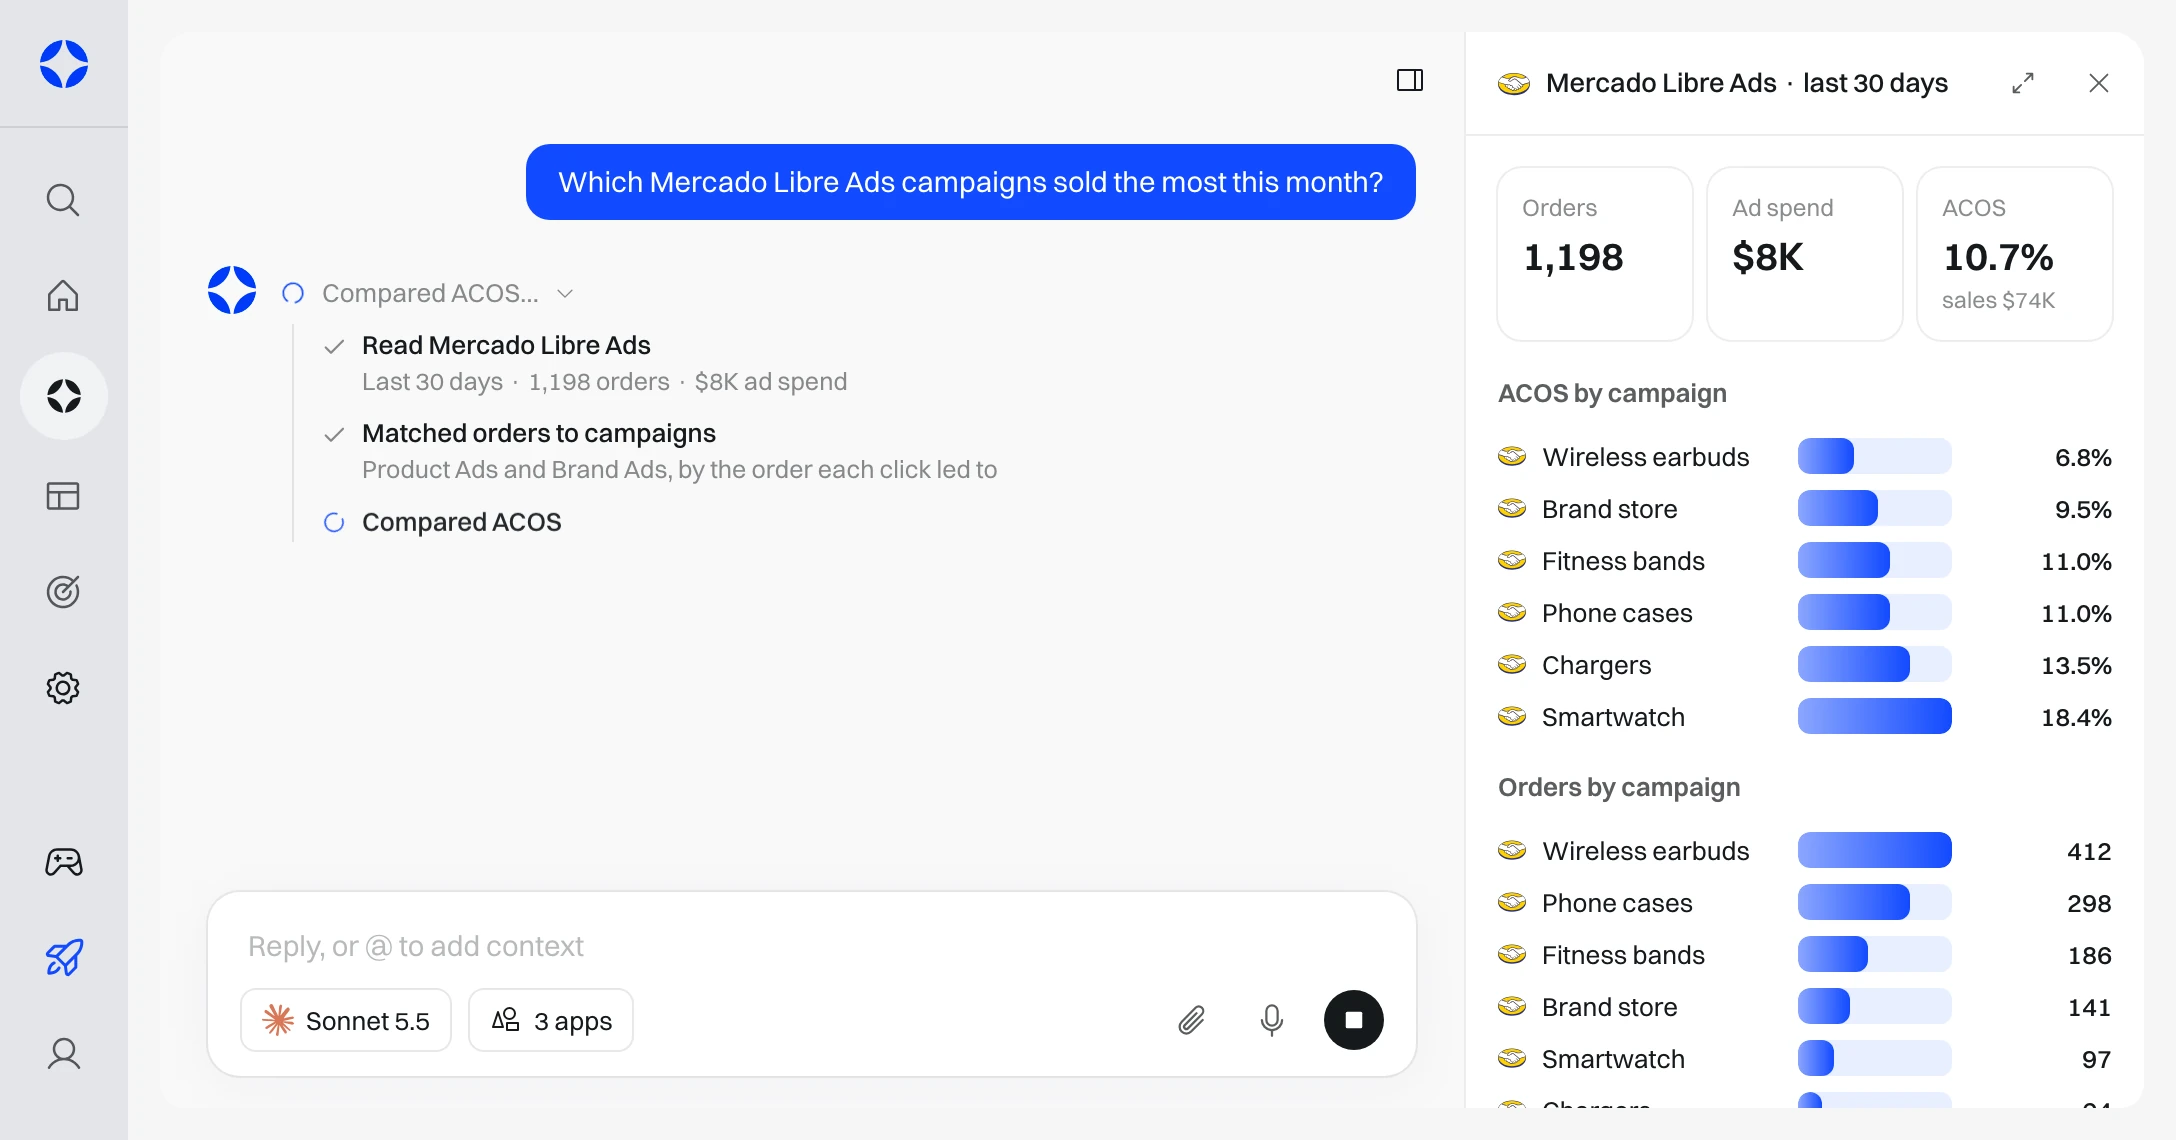 Which Mercado Libre Ads campaigns sold the most this month?
Compared ACOS...
Read Mercado Libre Ads
Last 30 days · 1,198 orders · $8K ad spend
Matched orders to campaigns
Product Ads and Brand Ads, by the order each click led to
Compared ACOS
Reply, or @ to add context
Sonnet 5.5
3 apps
Mercado Libre Ads · last 30 days
Orders
1,198
Ad spend
$8K
ACOS
10.7%
sales $74K
ACOS by campaign
Wireless earbuds 6.8%
Brand store 9.5%
Fitness bands 11.0%
Phone cases 11.0%
Chargers 13.5%
Smartwatch 18.4%
Orders by campaign
Wireless earbuds 412
Phone cases 298
Fitness bands 186
Brand store 141
Smartwatch 97
Chargers